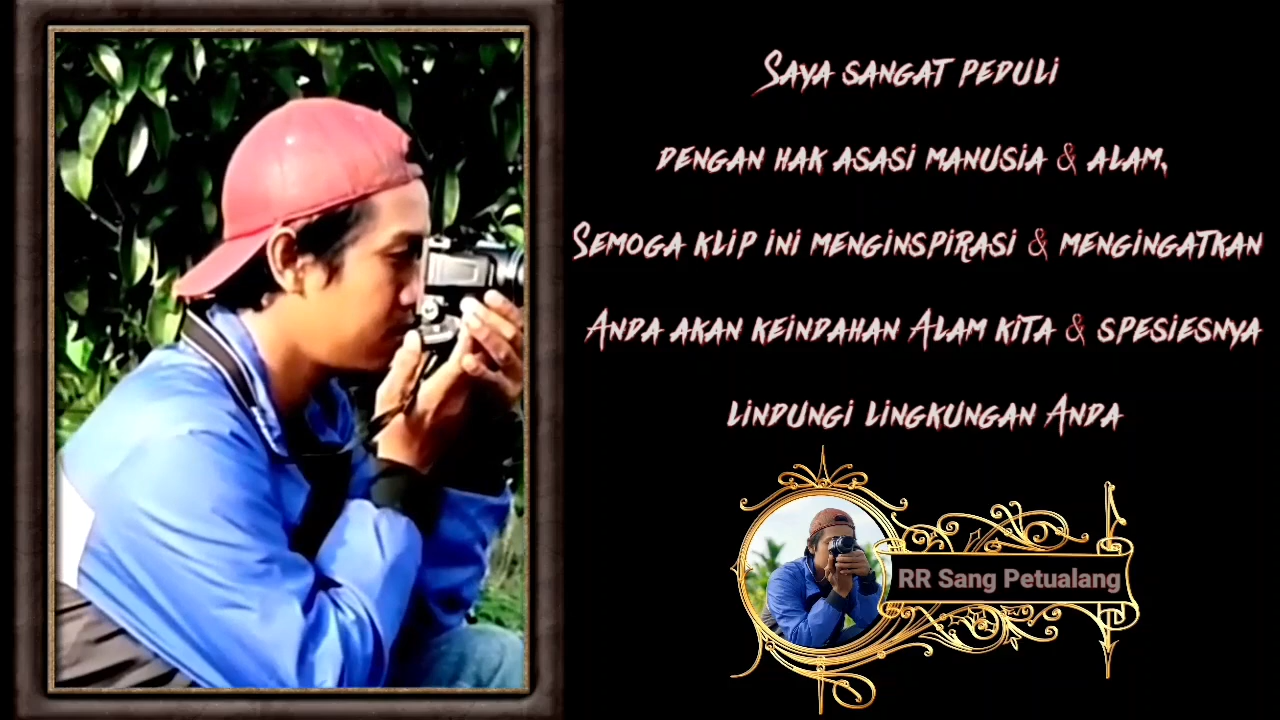 Saya sangat peduli
dengan hak asasi manusia & alam,
Semoga klip ini menginspirasi & mengingatkan
Anda akan keindahan Alam kita & spesiesnya
lindungi lingkungan Anda
RR Sang Petualang